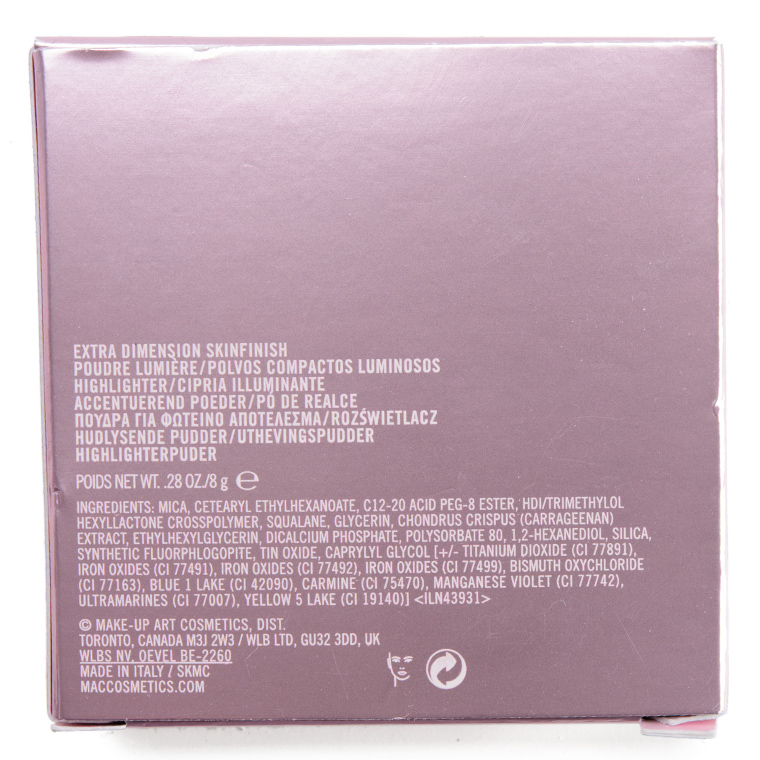 EXTRA DIMENSION SKINFINISH
POUDRE LUMIÈRE/POLVOS COMPACTOS LUMINOSOS
HIGHLIGHTER/CIPRIA ILLUMINANTE
ACCENTUEREND POEDER/PÓ DE REALCE
ΠΟΥΔΡΑ ΓΙΑ ΦΩΤΕΙΝΟ ΑΠΟΤΕΛΕΣΜΑ/ROZŚWIETLACZ
HUDLYSENDE PUDDER/UTHEVINGSPUDDER
HIGHLIGHTERPUDER
POIDS NET WT. .28 OZ./8 g ℮
INGREDIENTS: MICA, CETEARYL ETHYLHEXANOATE, C12-20 ACID PEG-8 ESTER, HDI/TRIMETHYLOL
HEXYLLACTONE CROSSPOLYMER, SQUALANE, GLYCERIN, CHONDRUS CRISPUS (CARRAGEENAN)
EXTRACT, ETHYLHEXYLGLYCERIN, DICALCIUM PHOSPHATE, POLYSORBATE 80, 1,2-HEXANEDIOL, SILICA,
SYNTHETIC FLUORPHLOGOPITE, TIN OXIDE, CAPRYLYL GLYCOL [+/- TITANIUM DIOXIDE (CI 77891),
IRON OXIDES (CI 77491), IRON OXIDES (CI 77492), IRON OXIDES (CI 77499), BISMUTH OXYCHLORIDE
(CI 77163), BLUE 1 LAKE (CI 42090), CARMINE (CI 75470), MANGANESE VIOLET (CI 77742),
ULTRAMARINES (CI 77007), YELLOW 5 LAKE (CI 19140)] <ILN43931>
© MAKE-UP ART COSMETICS, DIST.
TORONTO, CANADA M3J 2W3 / WLB LTD, GU32 3DD, UK
WLBS NV. OEVEL BE-2260
MADE IN ITALY / SKMC
MACCOSMETICS.COM